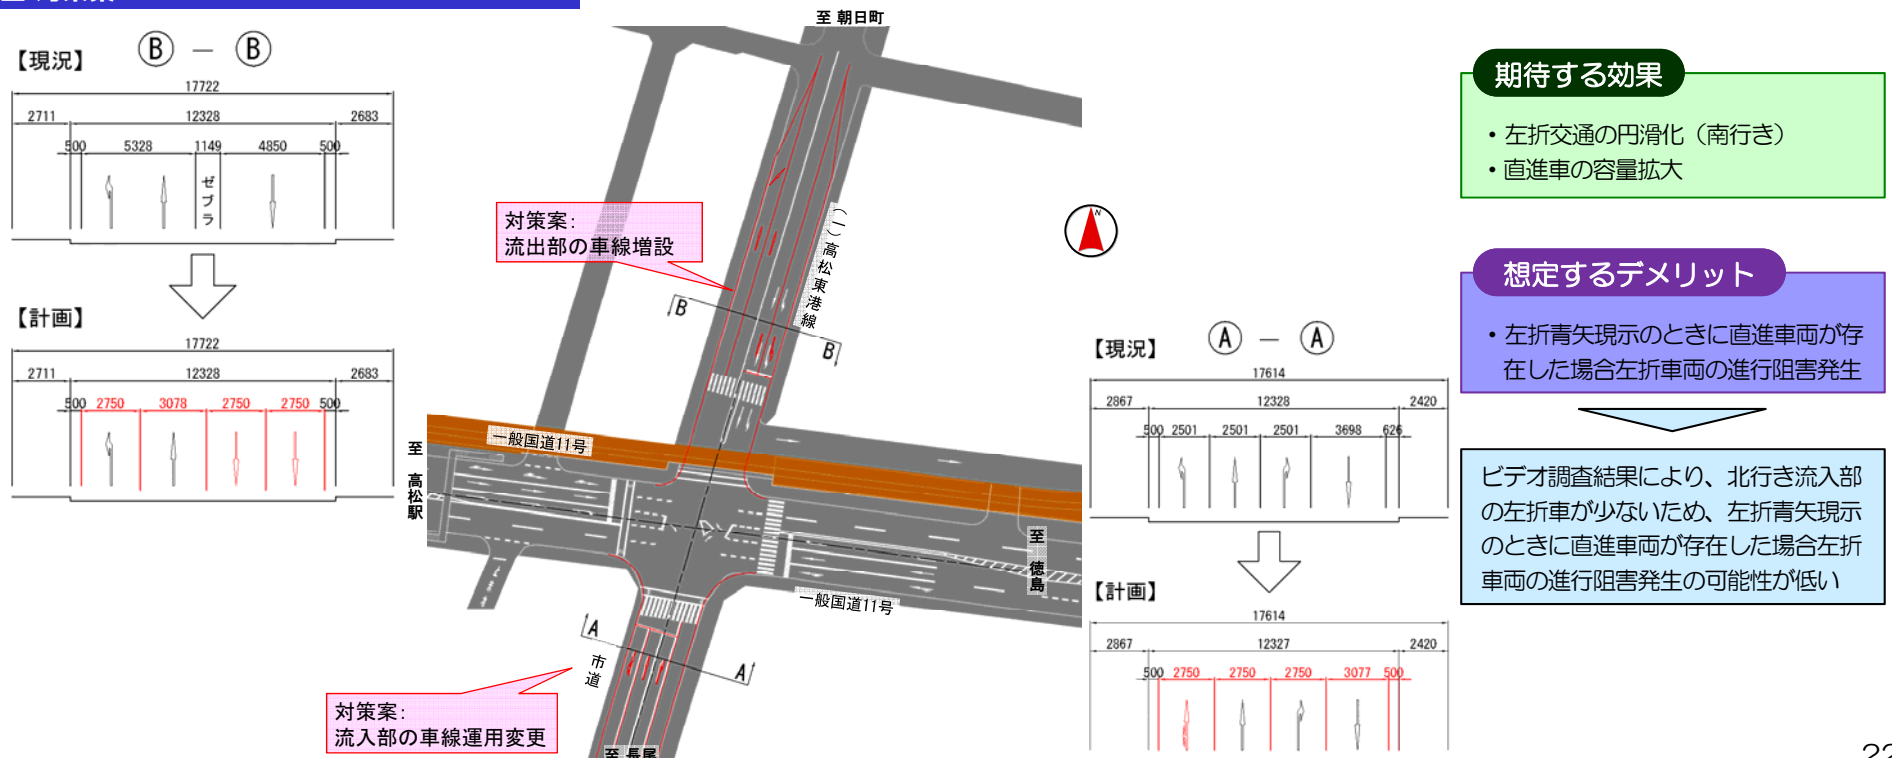 【現況】
Ⓑ － Ⓑ
17722
2711 12328 2683
500 5328 1149 4850 500
ゼブラ
【計画】
17722
2711 12328 2683
500 2750 3078 2750 2750 500
至 朝日町
対策案:
流出部の車線増設
(一)高松東港線
B
B
一般国道11号
至 高松駅
至 徳島
一般国道11号
A
A
市道
対策案:
流入部の車線運用変更
至 長尾
N
【現況】
Ⓐ － Ⓐ
17614
2867 12328 2420
500 2501 2501 2501 3698 626
【計画】
17614
2867 12327 2420
500 2750 2750 2750 3077 500
期待する効果
・左折交通の円滑化(南行き)
・直進車の容量拡大
想定するデメリット
・左折青矢現示のときに直進車両が存
在した場合左折車両の進行阻害発生
ビデオ調査結果により、北行き流入部
の左折車が少ないため、左折青矢現示
のときに直進車両が存在した場合左折
車両の進行阻害発生の可能性が低い